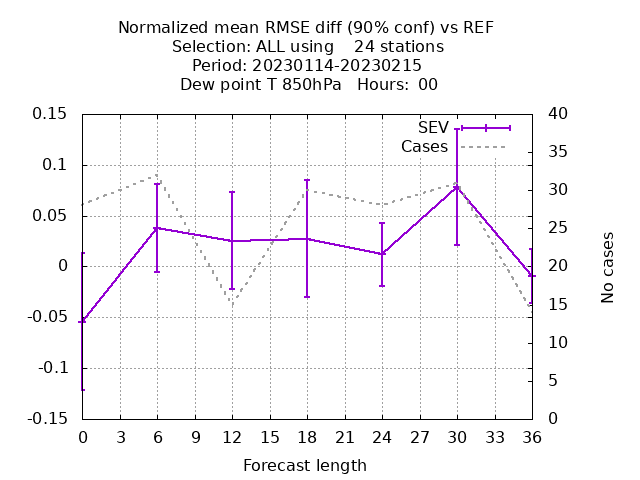 Normalized mean RMSE diff (90% conf) vs REF
Selection: ALL using    24 stations
Period: 20230114-20230215
Dew point T 850hPa   Hours:  00
SEV
Cases
0.15
0.1
0.05
0
-0.05
-0.1
-0.15
40
35
30
25
20
15
10
5
0
No cases
0 3 6 9 12 15 18 21 24 27 30 33 36
Forecast length